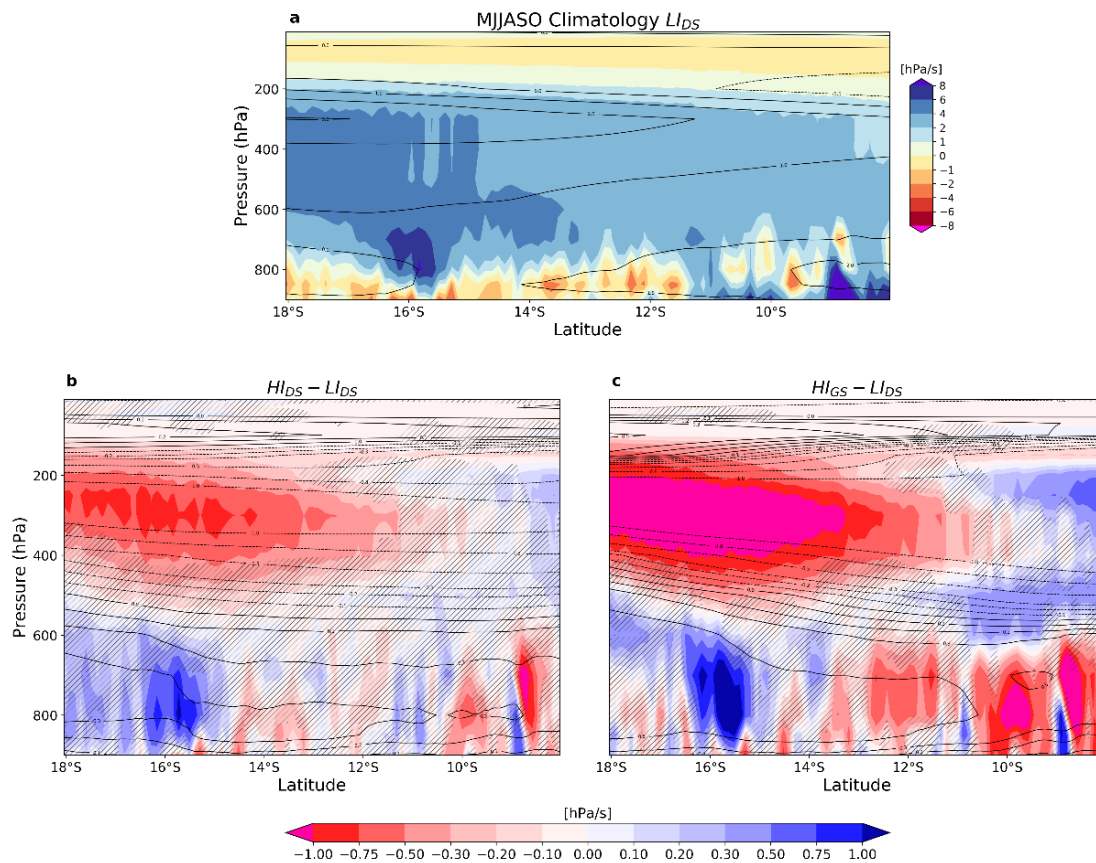 a MJJASO Climatology LI_DS
[hPa/s]
Pressure (hPa)
200
400
600
800
8
6
4
2
1
0
−1
−2
−4
−6
−8
18°S 16°S 14°S 12°S 10°S
Latitude
b HI_DS − LI_DS
Pressure (hPa)
200
400
600
800
18°S 16°S 14°S 12°S 10°S
Latitude
c HI_GS − LI_DS
Pressure (hPa)
200
400
600
800
18°S 16°S 14°S 12°S 10°S
Latitude
[hPa/s]
−1.00 −0.75 −0.50 −0.30 −0.20 −0.10 0.00 0.10 0.20 0.30 0.50 0.75 1.00